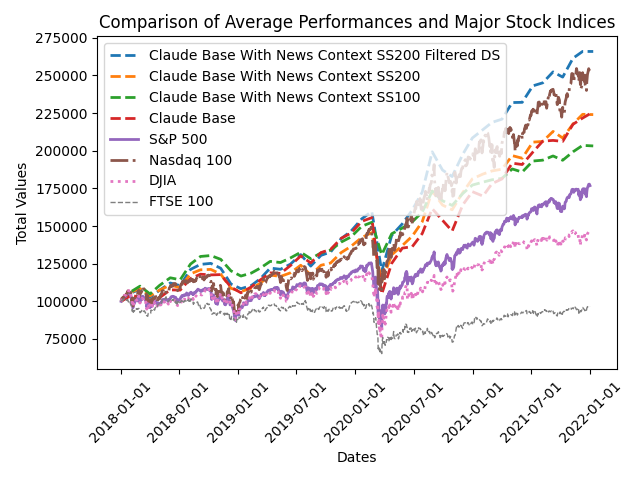 Comparison of Average Performances and Major Stock Indices
275000
250000
225000
200000
175000
150000
125000
100000
75000
Total Values
Claude Base With News Context SS200 Filtered DS
Claude Base With News Context SS200
Claude Base With News Context SS100
Claude Base
S&P 500
Nasdaq 100
DJIA
FTSE 100
2018-01-01
2018-07-01
2019-01-01
2019-07-01
2020-01-01
2020-07-01
2021-01-01
2021-07-01
2022-01-01
Dates